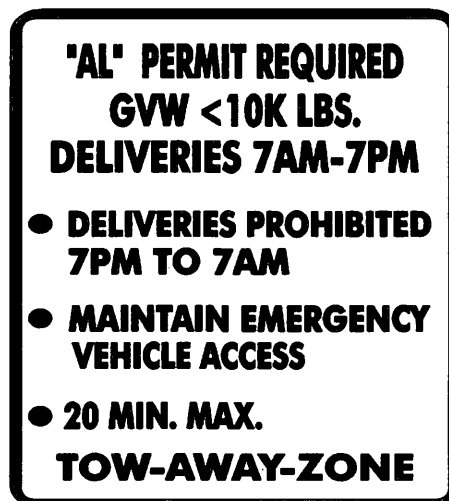 "AL" PERMIT REQUIRED
GVW <10K LBS.
DELIVERIES 7AM-7PM
● DELIVERIES PROHIBITED
7PM TO 7AM
● MAINTAIN EMERGENCY
VEHICLE ACCESS
● 20 MIN. MAX.
TOW-AWAY-ZONE